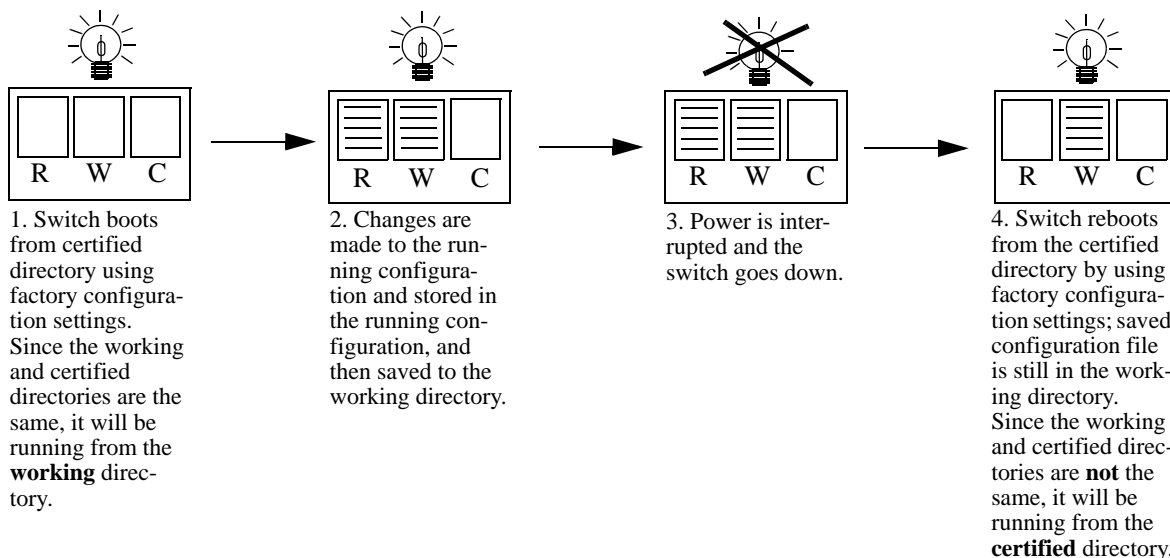 R W C
1. Switch boots
from certified
directory using
factory configura-
tion settings.
Since the working
and certified
directories are the
same, it will be
running from the
working direc-
tory.
R W C
2. Changes are
made to the run-
ning configura-
tion and stored in
the running con-
figuration, and
then saved to the
working directory.
R W C
3. Power is inter-
rupted and the
switch goes down.
R W C
4. Switch reboots
from the certified
directory by using
factory configura-
tion settings; saved
configuration file
is still in the work-
ing directory.
Since the working
and certified direc-
tories are not the
same, it will be
running from the
certified directory.